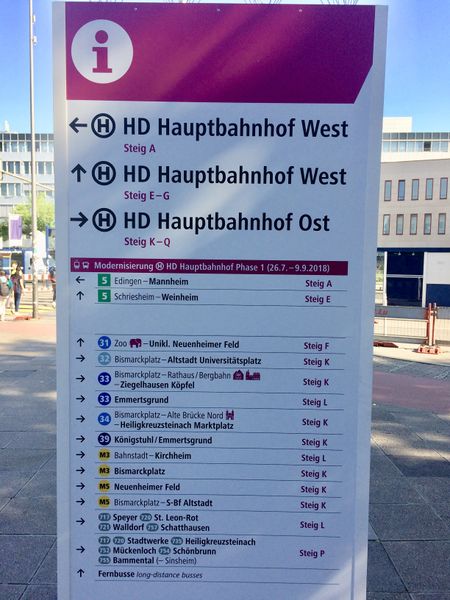 i
← H HD Hauptbahnhof West
Steig A
↑ H HD Hauptbahnhof West
Steig E–G
→ H HD Hauptbahnhof Ost
Steig K–Q
Modernisierung H HD Hauptbahnhof Phase 1 (26.7. – 9.9.2018)
← 5 Edingen – Mannheim Steig A
↑ 5 Schriesheim – Weinheim Steig E
↑ 31 Zoo – Unikl. Neuenheimer Feld Steig F
→ 32 Bismarckplatz – Altstadt Universitätsplatz Steig K
→ 33 Bismarckplatz – Rathaus/Bergbahn
– Ziegelhausen Köpfel Steig K
→ 33 Emmertsgrund Steig L
→ 34 Bismarckplatz – Alte Brücke Nord
– Heiligkreuzsteinach Marktplatz Steig K
→ 39 Königstuhl / Emmertsgrund Steig K
→ M3 Bahnstadt – Kirchheim Steig L
→ M3 Bismarckplatz Steig K
→ M5 Neuenheimer Feld Steig K
→ M5 Bismarckplatz – S-Bf Altstadt Steig K
→ 717 Speyer 720 St. Leon-Rot
Walldorf 757 Schatthausen Steig L
717 720 Stadtwerke 735 Heiligkreuzsteinach
→ 752 Mückenloch 754 Schönbrunn Steig P
755 Bammental (– Sinsheim)
↑ Fernbusse long-distance busses